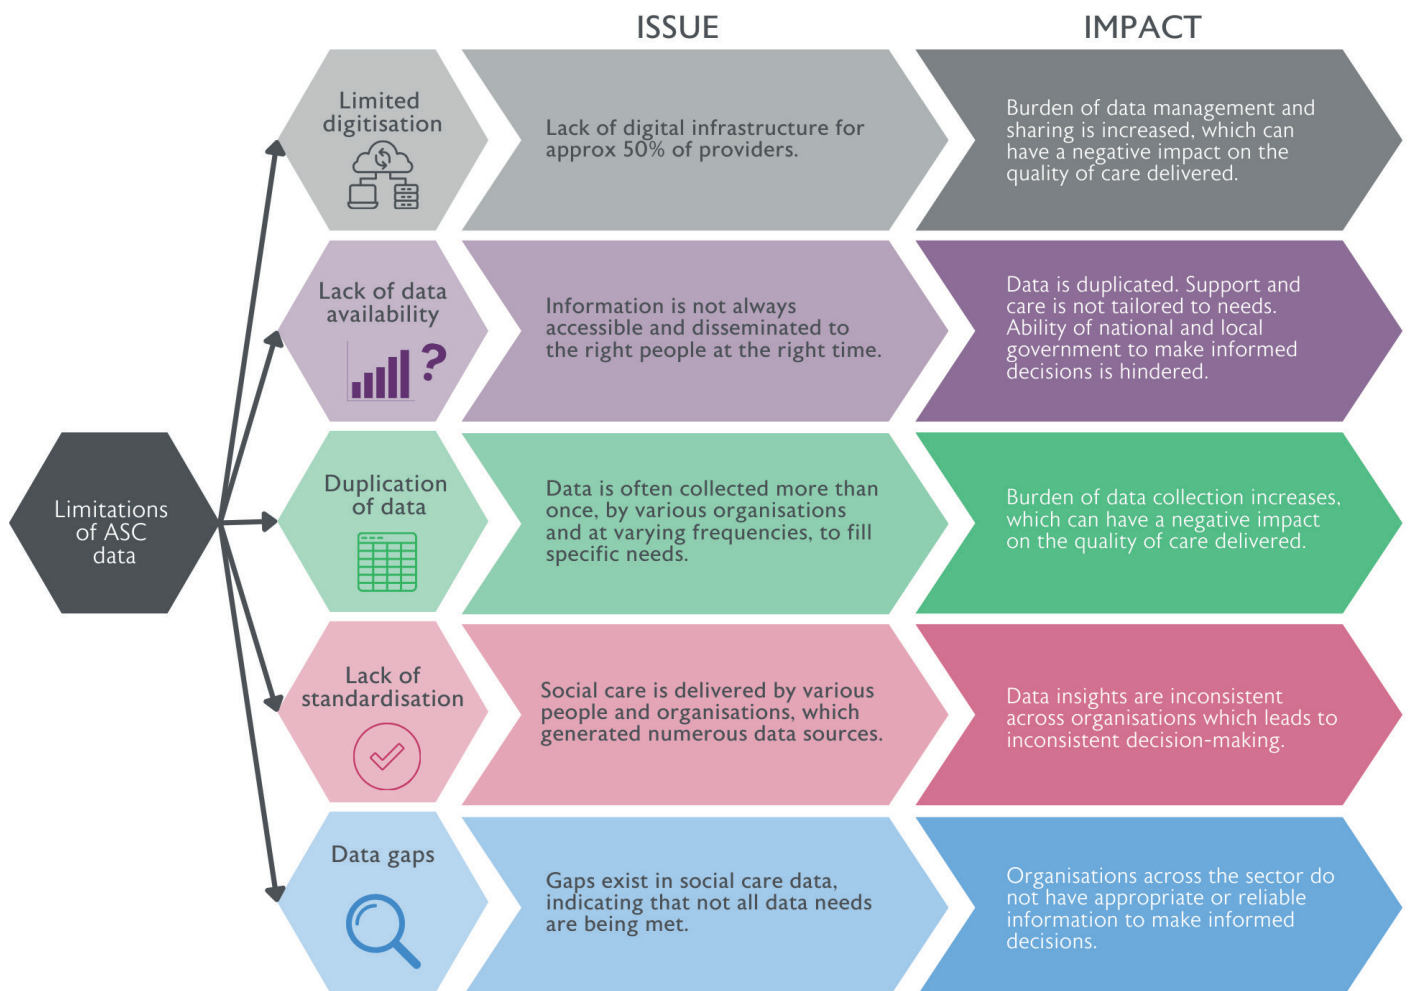 ISSUE
IMPACT
Limited
digitisation
Lack of digital infrastructure for
approx 50% of providers.
Burden of data management and
sharing is increased, which can
have a negative impact on the
quality of care delivered.
Lack of data
availability
?
Information is not always
accessible and disseminated to
the right people at the right time.
Data is duplicated. Support and
care is not tailored to needs.
Ability of national and local
government to make informed
decisions is hindered.
Limitations
of ASC
data
Duplication
of data
Data is often collected more than
once, by various organisations
and at varying frequencies, to fill
specific needs.
Burden of data collection increases,
which can have a negative impact
on the quality of care delivered.
Lack of
standardisation
Social care is delivered by various
people and organisations, which
generated numerous data sources.
Data insights are inconsistent
across organisations which leads to
inconsistent decision-making.
Data gaps
Gaps exist in social care data,
indicating that not all data needs
are being met.
Organisations across the sector do
not have appropriate or reliable
information to make informed
decisions.